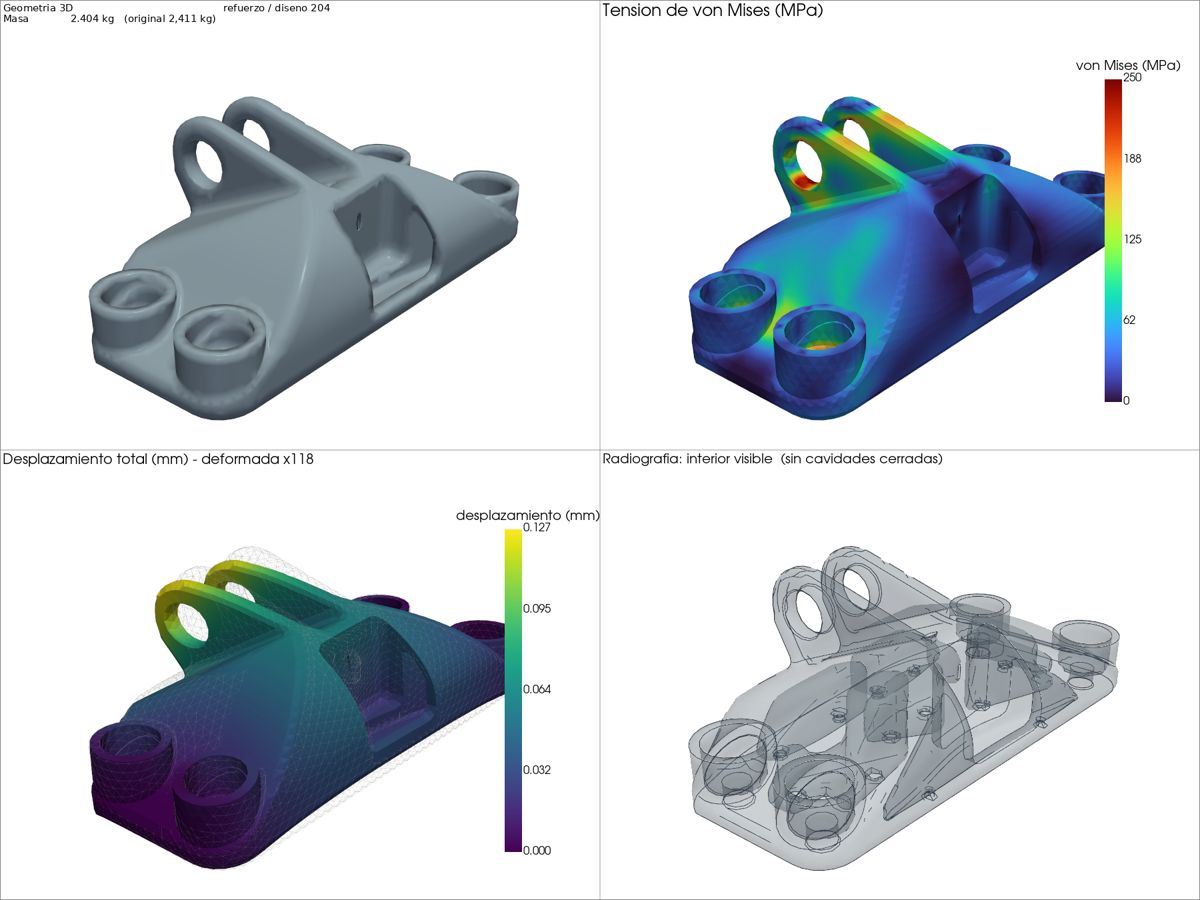 Geometria 3D refuerzo / diseno 204
Masa 2.404 kg (original 2,411 kg)
Tension de von Mises (MPa)
von Mises (MPa)
250
188
125
62
0
Desplazamiento total (mm) - deformada x118
desplazamiento (mm)
0.127
0.095
0.064
0.032
0.000
Radiografia: interior visible (sin cavidades cerradas)